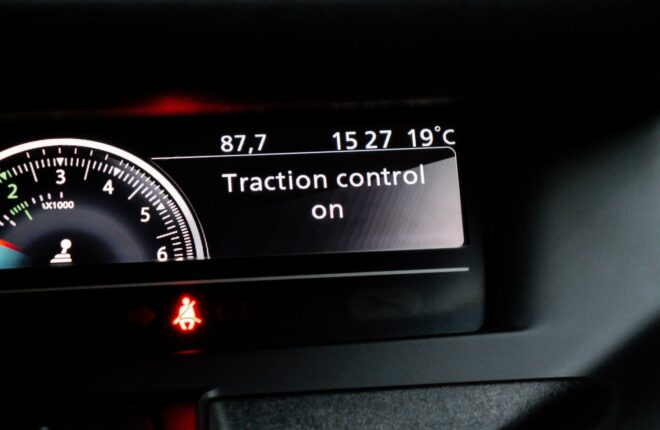 87,7 15 27 19°C
Traction control
on
2 3 4 5 6
x1000